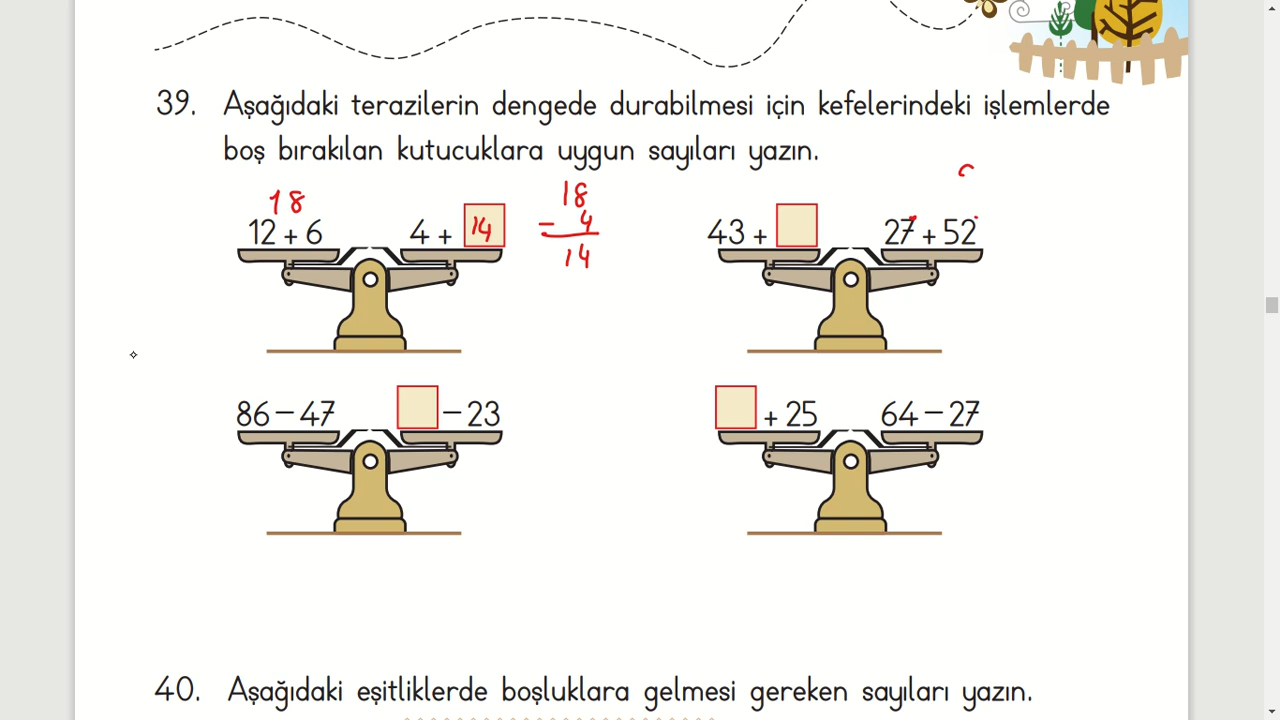 39. Aşağıdaki terazilerin dengede durabilmesi için kefelerindeki işlemlerde
boş bırakılan kutucuklara uygun sayıları yazın.
18
12 + 6
4 + 14
18
- 4
14
43 +
27 + 52
86 - 47
- 23
+ 25
64 - 27
40. Aşağıdaki eşitliklerde boşluklara gelmesi gereken sayıları yazın.